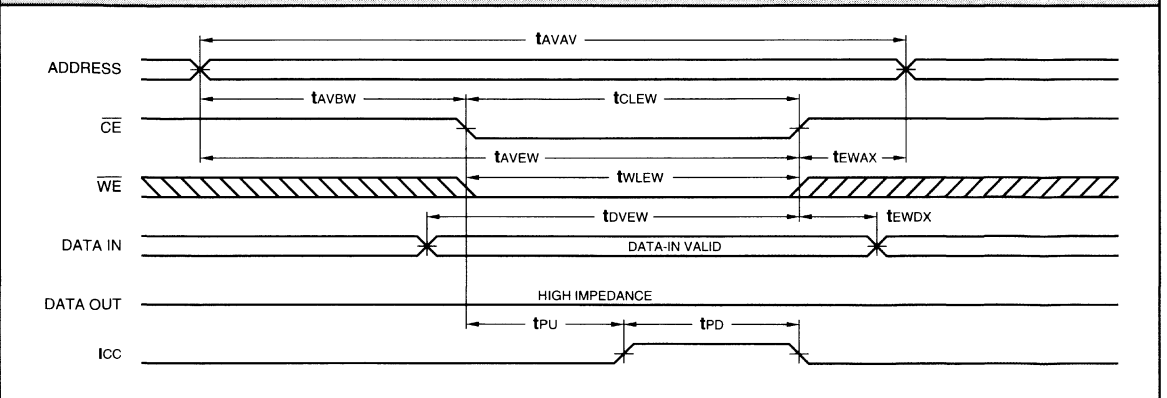 tAVAV
ADDRESS
tAVBW tCLEW
CE
tAVEW tEWAX
WE tWLEW
tDVEW tEWDX
DATA IN DATA-IN VALID
DATA OUT HIGH IMPEDANCE
tPU tPD
ICC